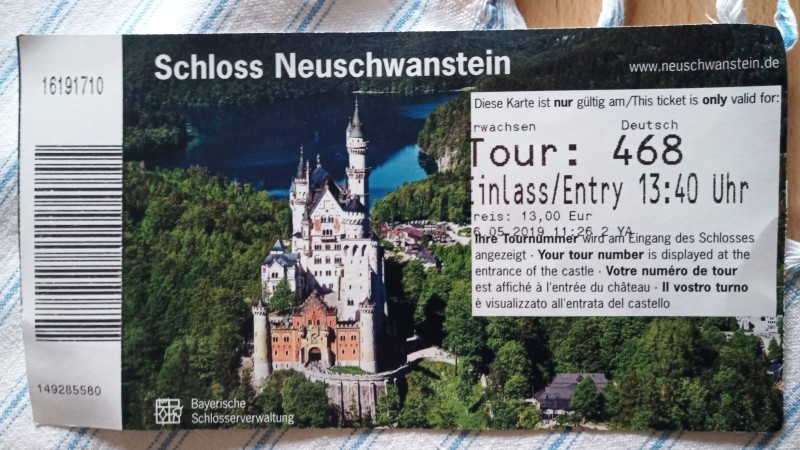 16191710
149285580
Schloss Neuschwanstein
www.neuschwanstein.de
Diese Karte ist nur gültig am/This ticket is only valid for:
rwachsen Deutsch
Tour: 468
Einlass/Entry 13:40 Uhr
reis: 13,00 Eur
6.05.2019 11:26 2 YA
Ihre Tournummer wird am Eingang des Schlosses
angezeigt · Your tour number is displayed at the
entrance of the castle · Votre numéro de tour
est affiché à l'entrée du château · Il vostro turno
è visualizzato all'entrata del castello
Bayerische
Schlösserverwaltung